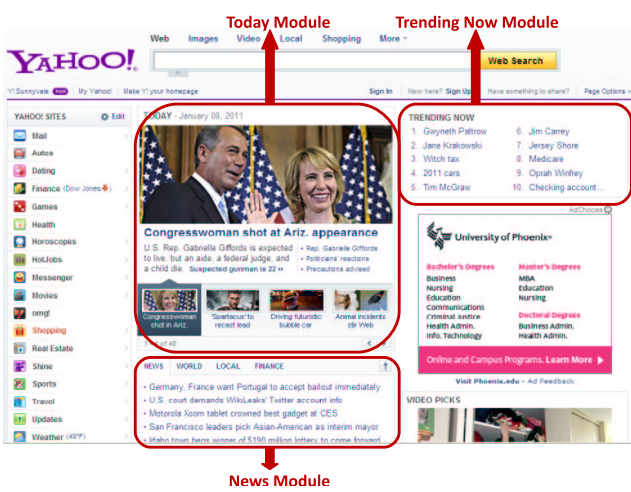 Today Module
Trending Now Module
Web Images Video Local Shopping More
YAHOO!
Web Search
Y! Sunnyvale My Yahoo! Make Y! your homepage
Sign In New here? Sign Up Have something to share? Page Options
YAHOO! SITES Edit
Mail
Autos
Dating
Finance (Dow Jones)
Games
Health
Horoscopes
HotJobs
Messenger
Movies
omg!
Shopping
Real Estate
Shine
Sports
Travel
Updates
Weather (49°F)
TODAY - January 08, 2011
Congresswoman shot at Ariz. appearance
U.S. Rep. Gabrielle Giffords is expected
to live, but an aide, a federal judge, and
a child die. Suspected gunman is 22 »
• Rep. Gabrielle Giffords
• Politicians' reactions
• Precautions advised
Congresswoman
shot in Ariz.
'Spartacus' to
recast lead
Driving futuristic
bubble car
Animal incidents
stir Web
of 48
NEWS WORLD LOCAL FINANCE
• Germany, France want Portugal to accept bailout immediately
• U.S. court demands WikiLeaks' Twitter account info
• Motorola Xoom tablet crowned best gadget at CES
• San Francisco leaders pick Asian-American as interim mayor
• Idaho town begs winner of $190 million lottery to come forward
News Module
TRENDING NOW
1. Gwyneth Paltrow
2. Jane Krakowski
3. Witch tax
4. 2011 cars
5. Tim McGraw
6. Jim Carrey
7. Jersey Shore
8. Medicare
9. Oprah Winfrey
10. Checking account...
AdChoices
University of Phoenix®
Bachelor's Degrees
Business
Nursing
Education
Communications
Criminal Justice
Health Admin.
Info. Technology
Master's Degrees
MBA
Education
Nursing
Doctoral Degrees
Business Admin.
Health Admin.
Online and Campus Programs. Learn More
Visit Phoenix.edu - Ad Feedback
VIDEO PICKS